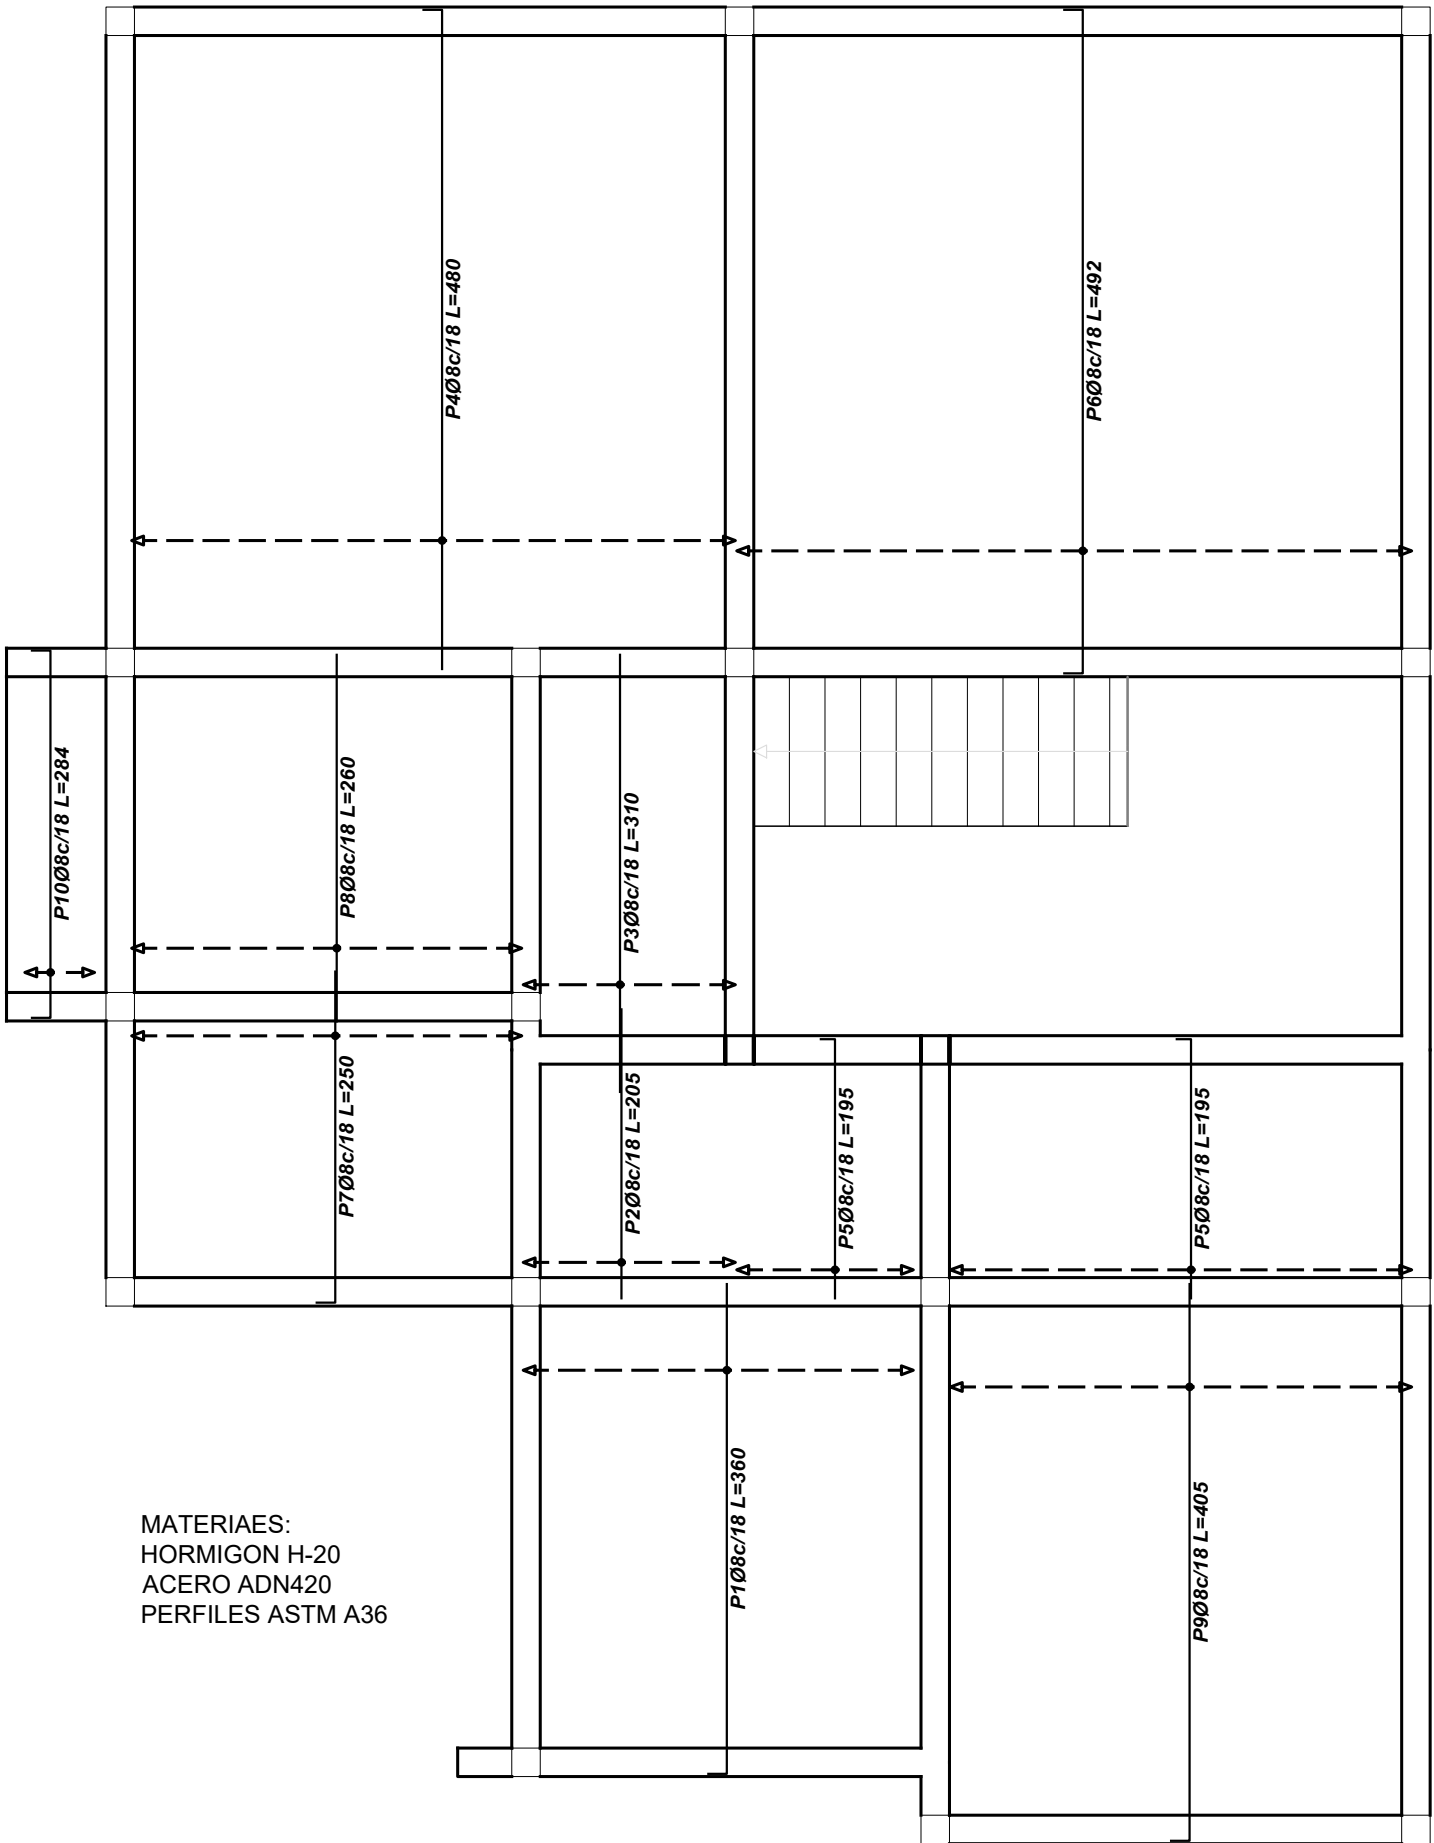 P4Ø8c/18 L=480
P6Ø8c/18 L=492
P10Ø8c/18 L=284
P8Ø8c/18 L=260
P3Ø8c/18 L=310
P7Ø8c/18 L=250
P2Ø8c/18 L=205
P5Ø8c/18 L=195
P5Ø8c/18 L=195
P1Ø8c/18 L=360
P9Ø8c/18 L=405
MATERIAES:
HORMIGON H-20
ACERO ADN420
PERFILES ASTM A36